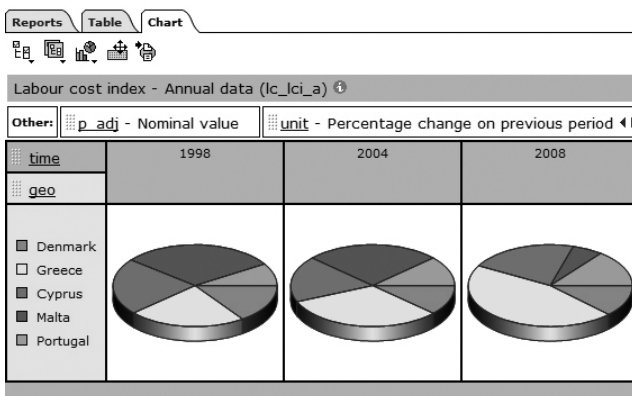 Reports Table Chart
Labour cost index - Annual data (lc_lci_a)
Other: p_adj - Nominal value unit - Percentage change on previous period
time 1998 2004 2008
geo
Denmark
Greece
Cyprus
Malta
Portugal